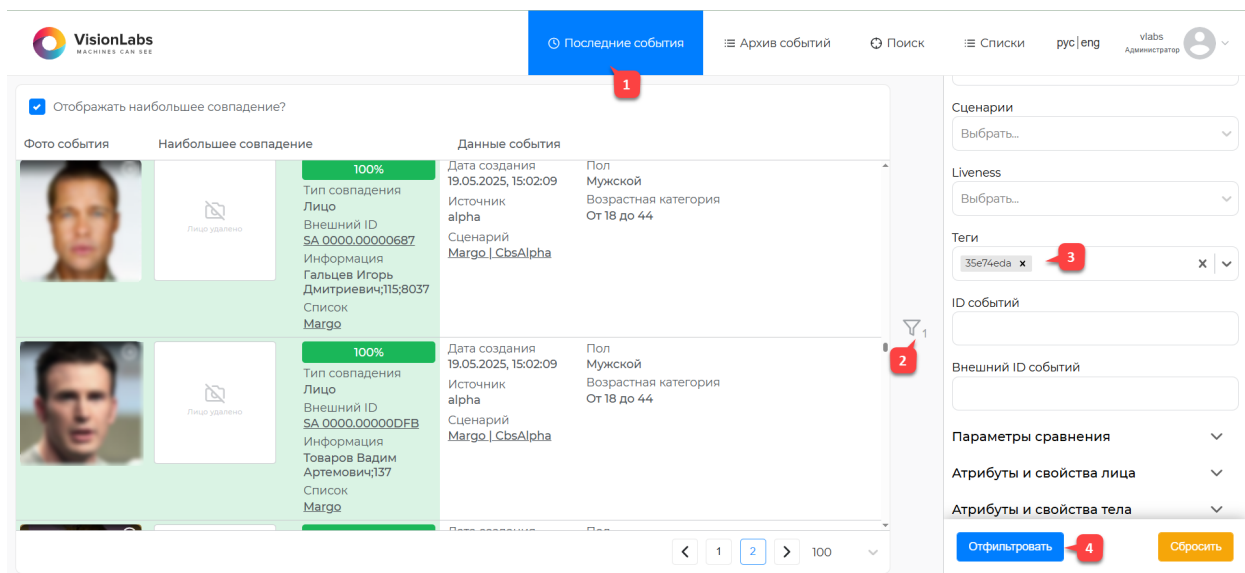 VisionLabs
MACHINES CAN SEE
Последние события
Архив событий
Поиск
Списки
рус|eng
vlabs
Администратор
1
Отображать наибольшее совпадение?
Фото события
Наибольшее совпадение
Данные события
Лицо удалено
100%
Тип совпадения
Лицо
Внешний ID
SA 0000.00000687
Информация
Гальцев Игорь
Дмитриевич;115;8037
Список
Margo
Дата создания
19.05.2025, 15:02:09
Источник
alpha
Сценарий
Margo | CbsAlpha
Пол
Мужской
Возрастная категория
От 18 до 44
Лицо удалено
100%
Тип совпадения
Лицо
Внешний ID
SA 0000.00000DFB
Информация
Товаров Вадим
Артемович;137
Список
Margo
Дата создания
19.05.2025, 15:02:09
Источник
alpha
Сценарий
Margo | CbsAlpha
Пол
Мужской
Возрастная категория
От 18 до 44
1
2
100
1
2
Сценарии
Выбрать...
Liveness
Выбрать...
Теги
35e74eda
3
ID событий
Внешний ID событий
Параметры сравнения
Атрибуты и свойства лица
Атрибуты и свойства тела
Отфильтровать
4
Сбросить